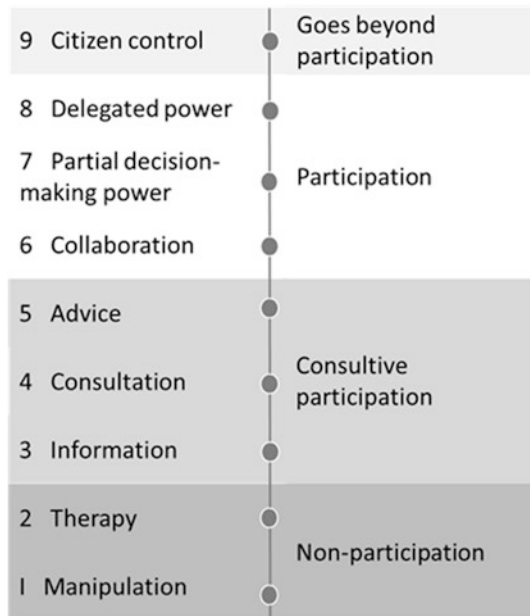 9 Citizen control
Goes beyond
participation
8 Delegated power
7 Partial decision-
making power
Participation
6 Collaboration
5 Advice
4 Consultation
Consultive
participation
3 Information
2 Therapy
Non-participation
I Manipulation